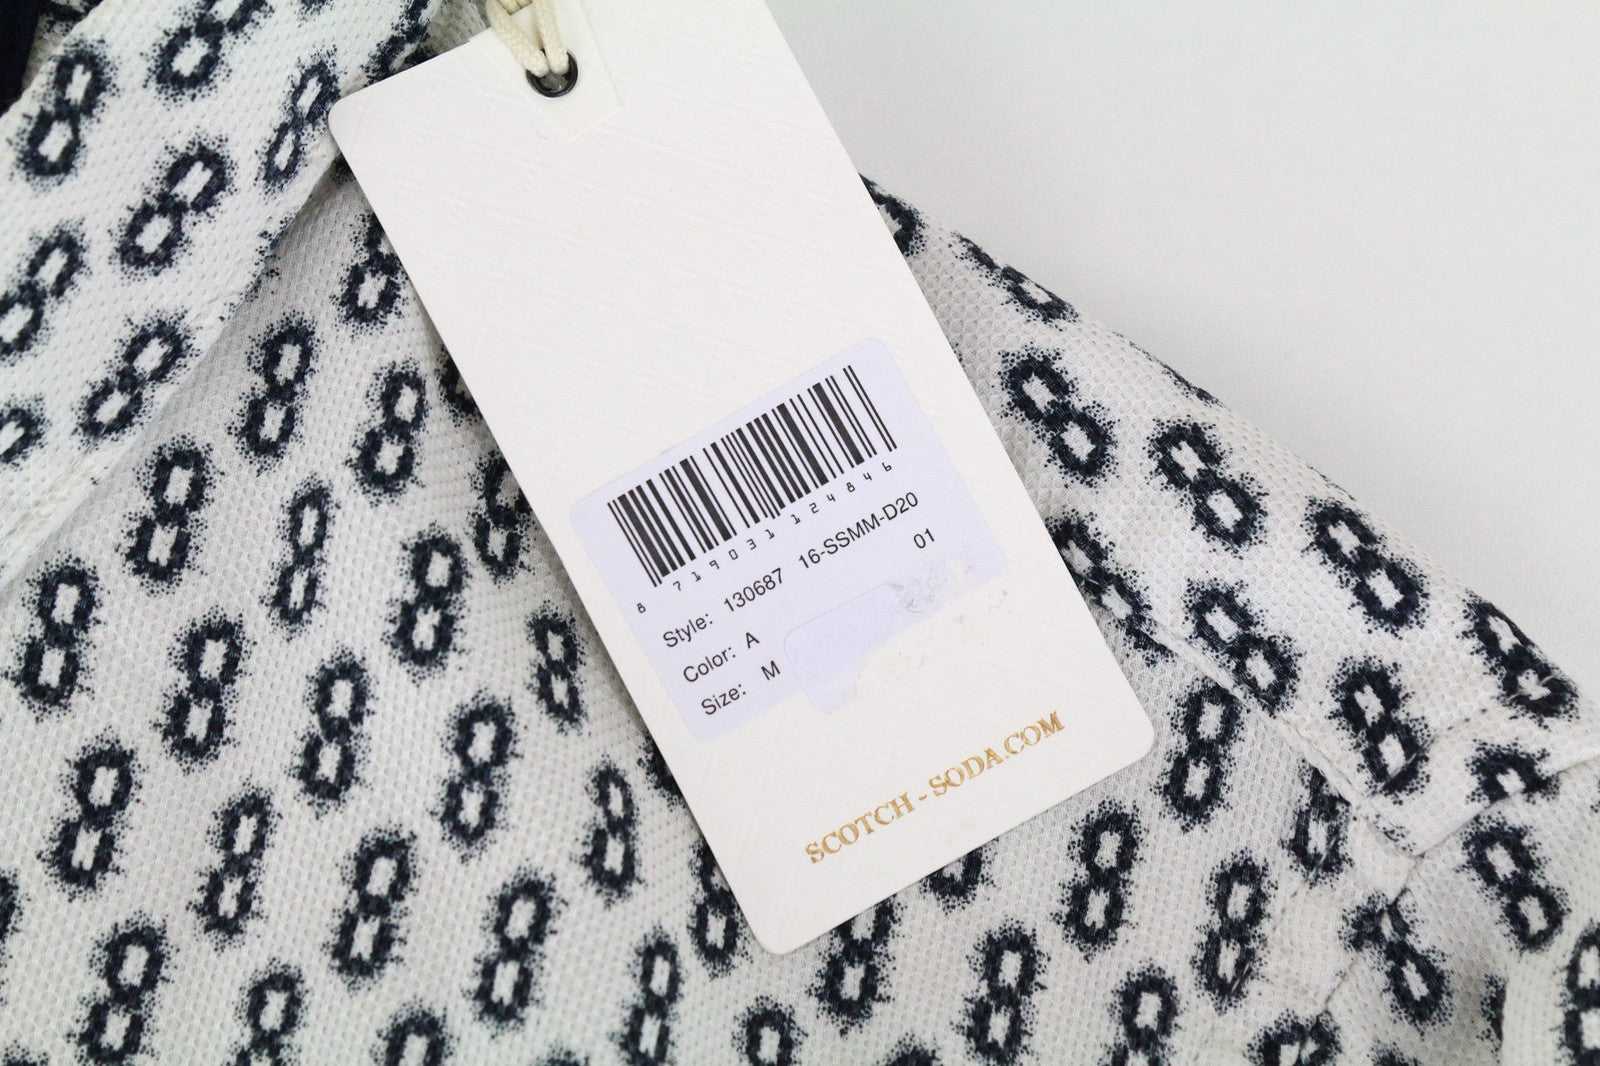 8 719031 124846
Style: 130687 16-SSMM-D20
Color: A 01
Size: M
SCOTCH - SODA.COM